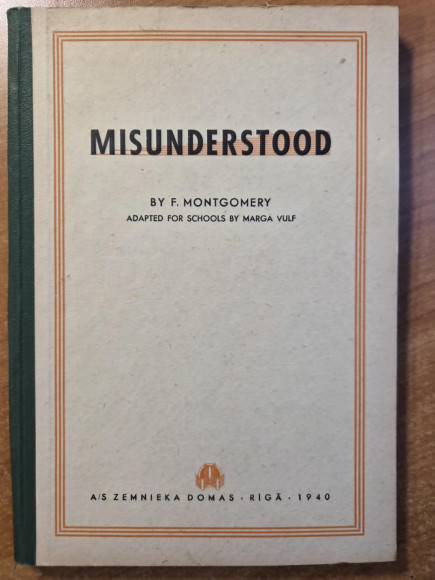 MISUNDERSTOOD
BY F. MONTGOMERY
ADAPTED FOR SCHOOLS BY MARGA VULF
A/S ZEMNIEKA DOMAS · RĪGĀ · 1940